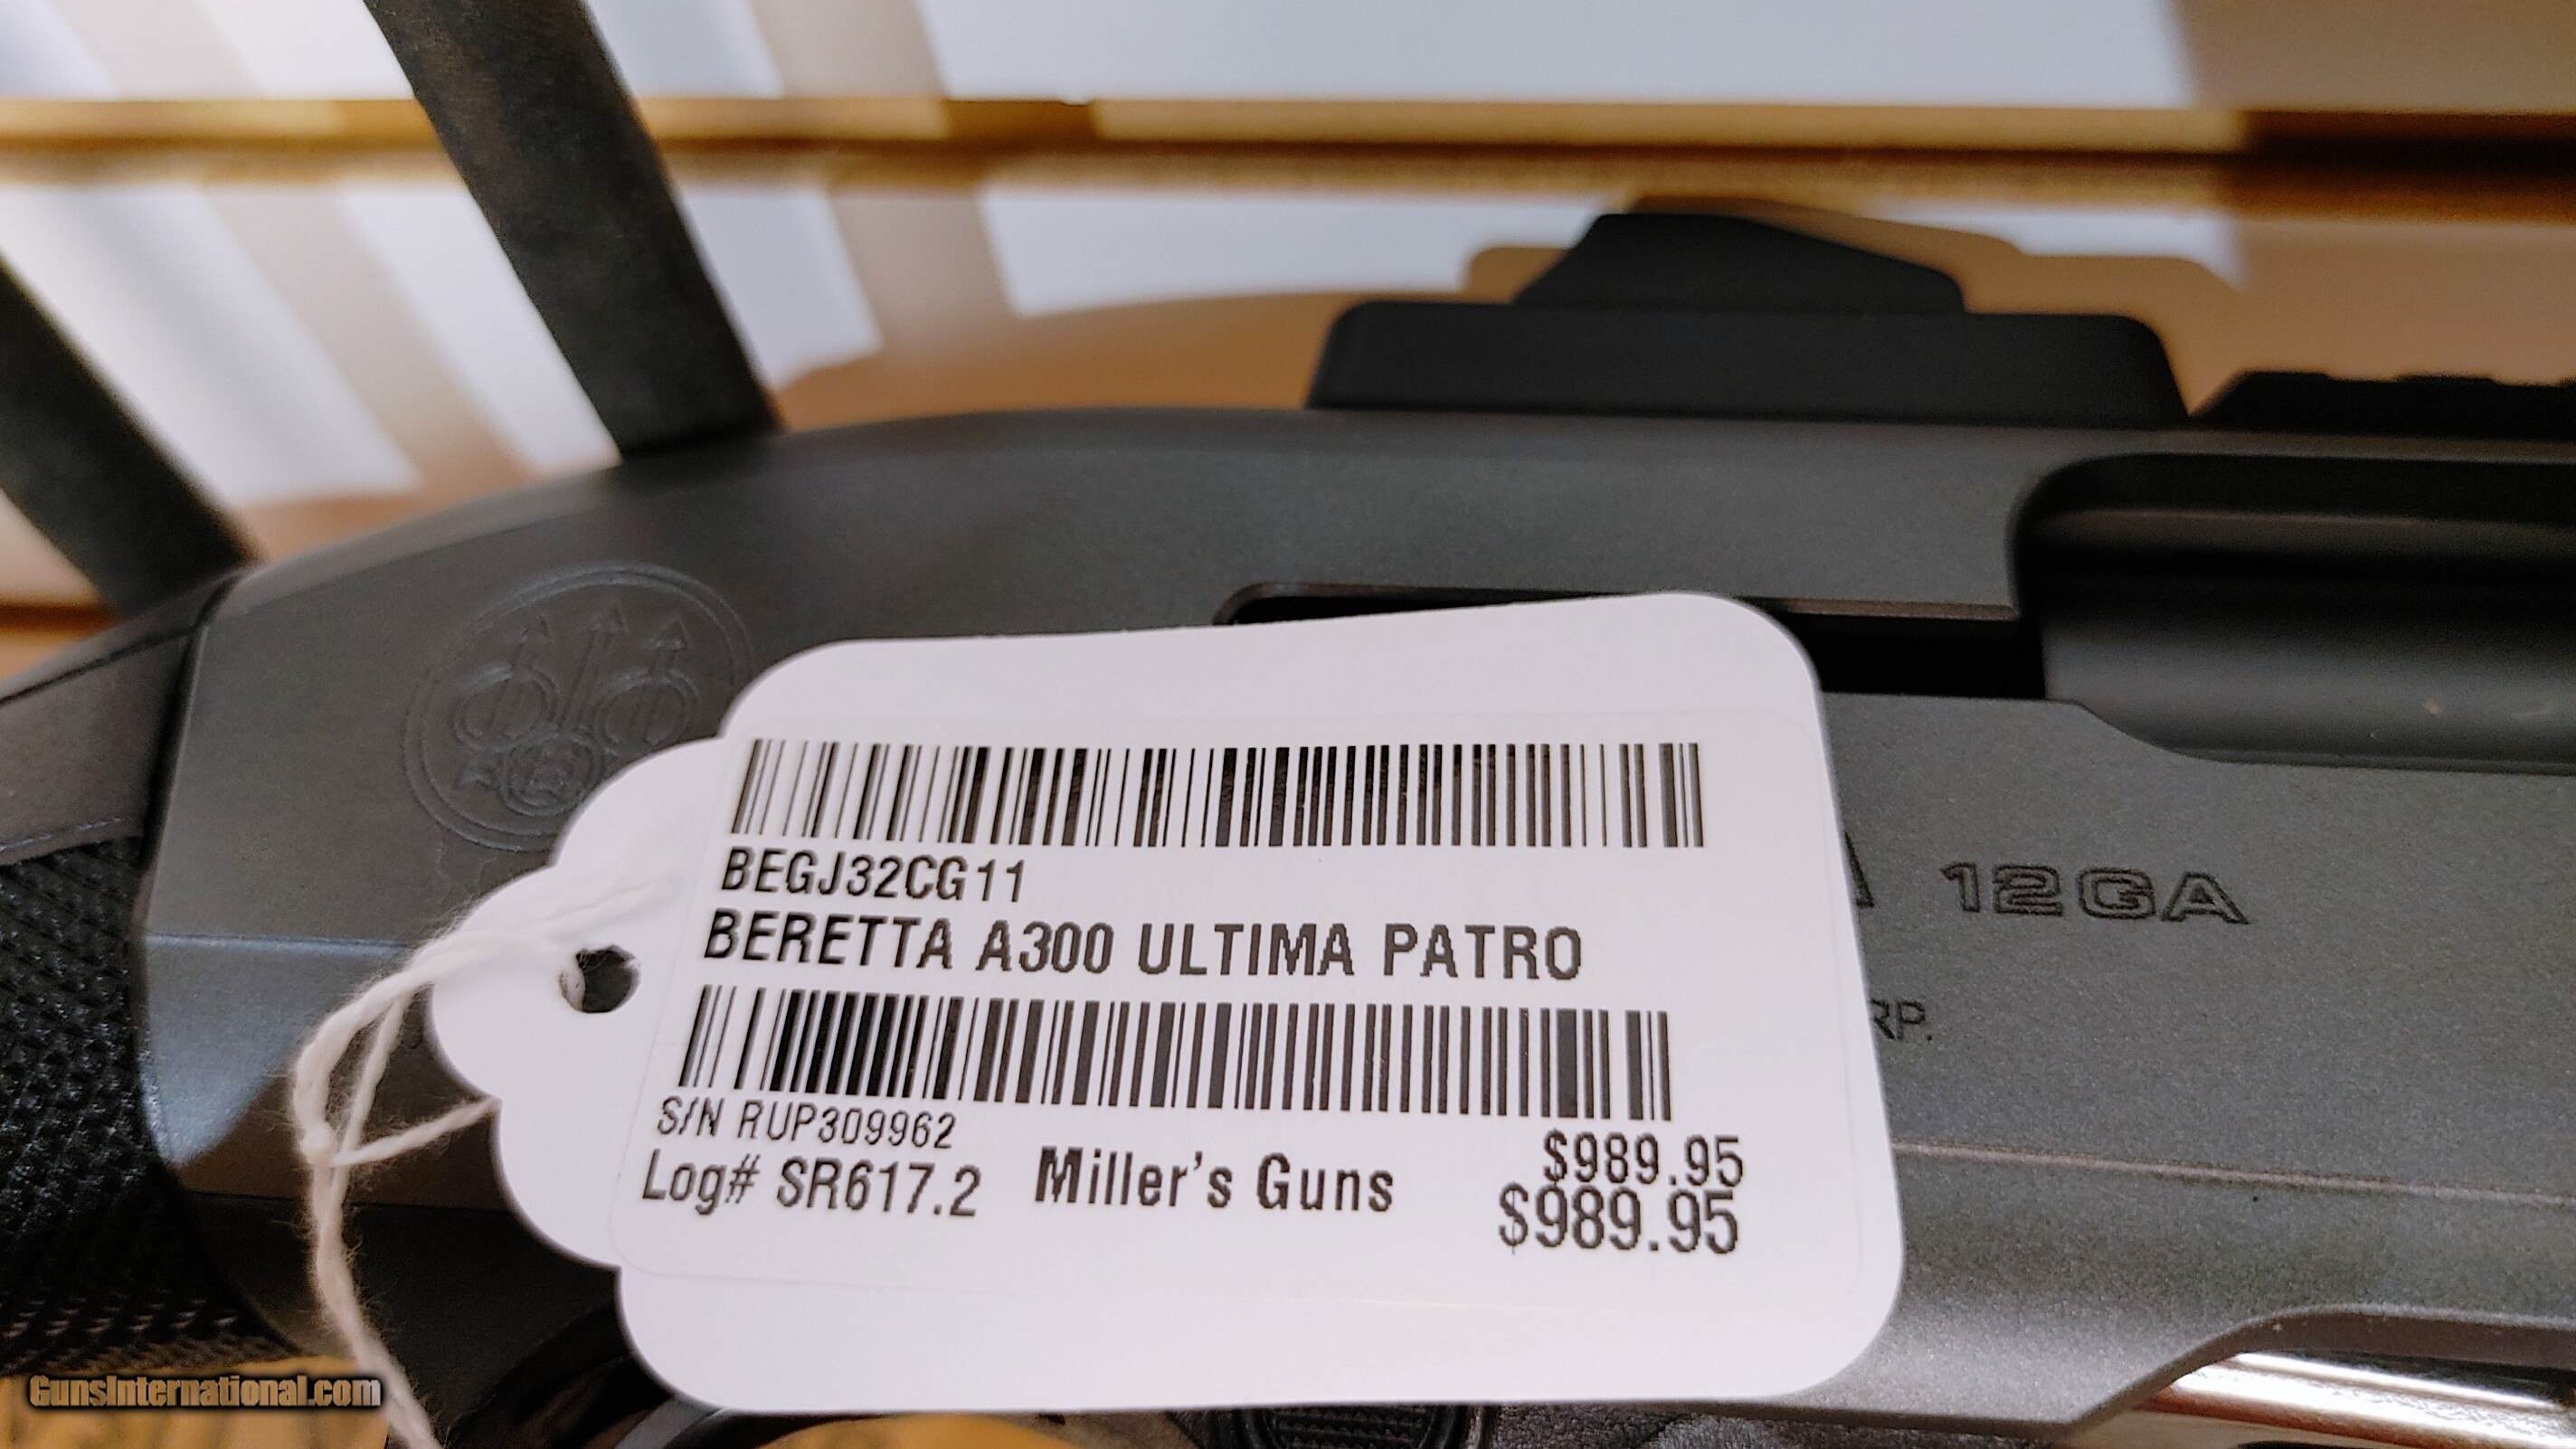 BEGJ32CG11
BERETTA A300 ULTIMA PATRO
S/N RUP309962
$989.95
Log# SR617.2 Miller's Guns $989.95
12GA
RP.
GunsInternational.com